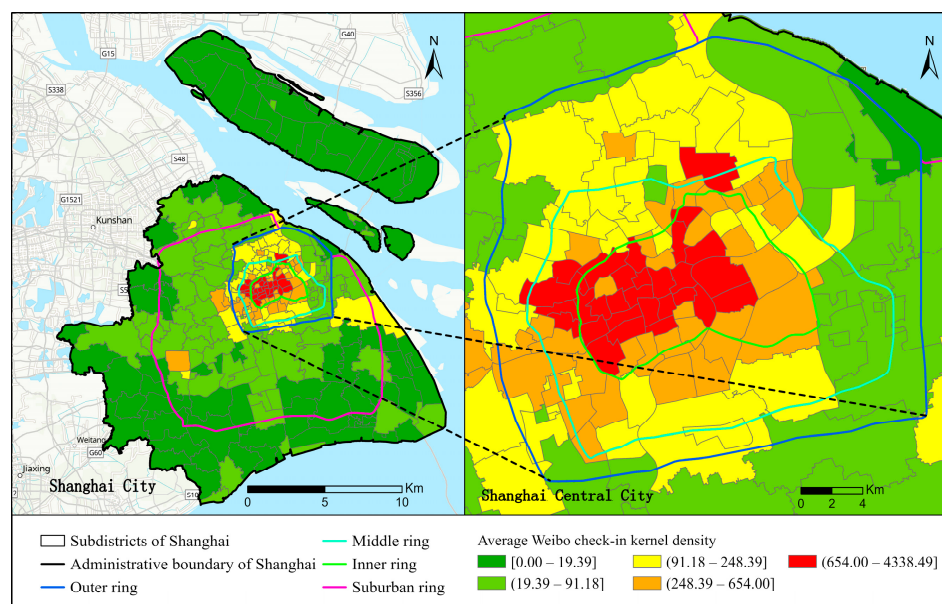 G15
G40
N
S338
S356
S48
G1521
Kunshan
S5
Weitang
G60
Jiaxing
2
S10
Shanghai City
Km
0
5
10
N
Shanghai Central City
Km
0 2 4
Subdistricts of Shanghai
Administrative boundary of Shanghai
Outer ring
Middle ring
Inner ring
Suburban ring
Average Weibo check-in kernel density
[0.00 – 19.39]
(19.39 – 91.18]
(91.18 – 248.39]
(248.39 – 654.00]
(654.00 – 4338.49]